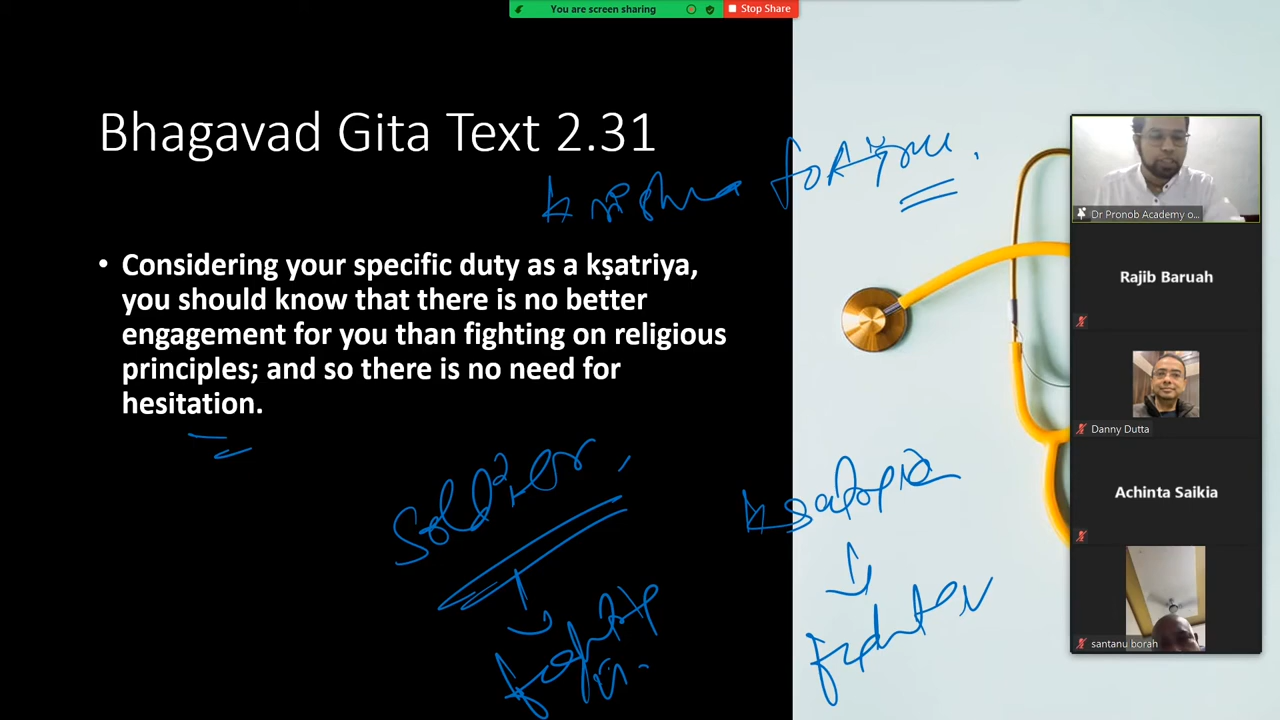 You are screen sharing
Stop Share
Bhagavad Gita Text 2.31
Krishna for you.
• Considering your specific duty as a kṣatriya,
you should know that there is no better
engagement for you than fighting on religious
principles; and so there is no need for
hesitation.
Soldier,
fighter
Dr Pronob Academy o...
Rajib Baruah
Danny Dutta
Achinta Saikia
santanu borah